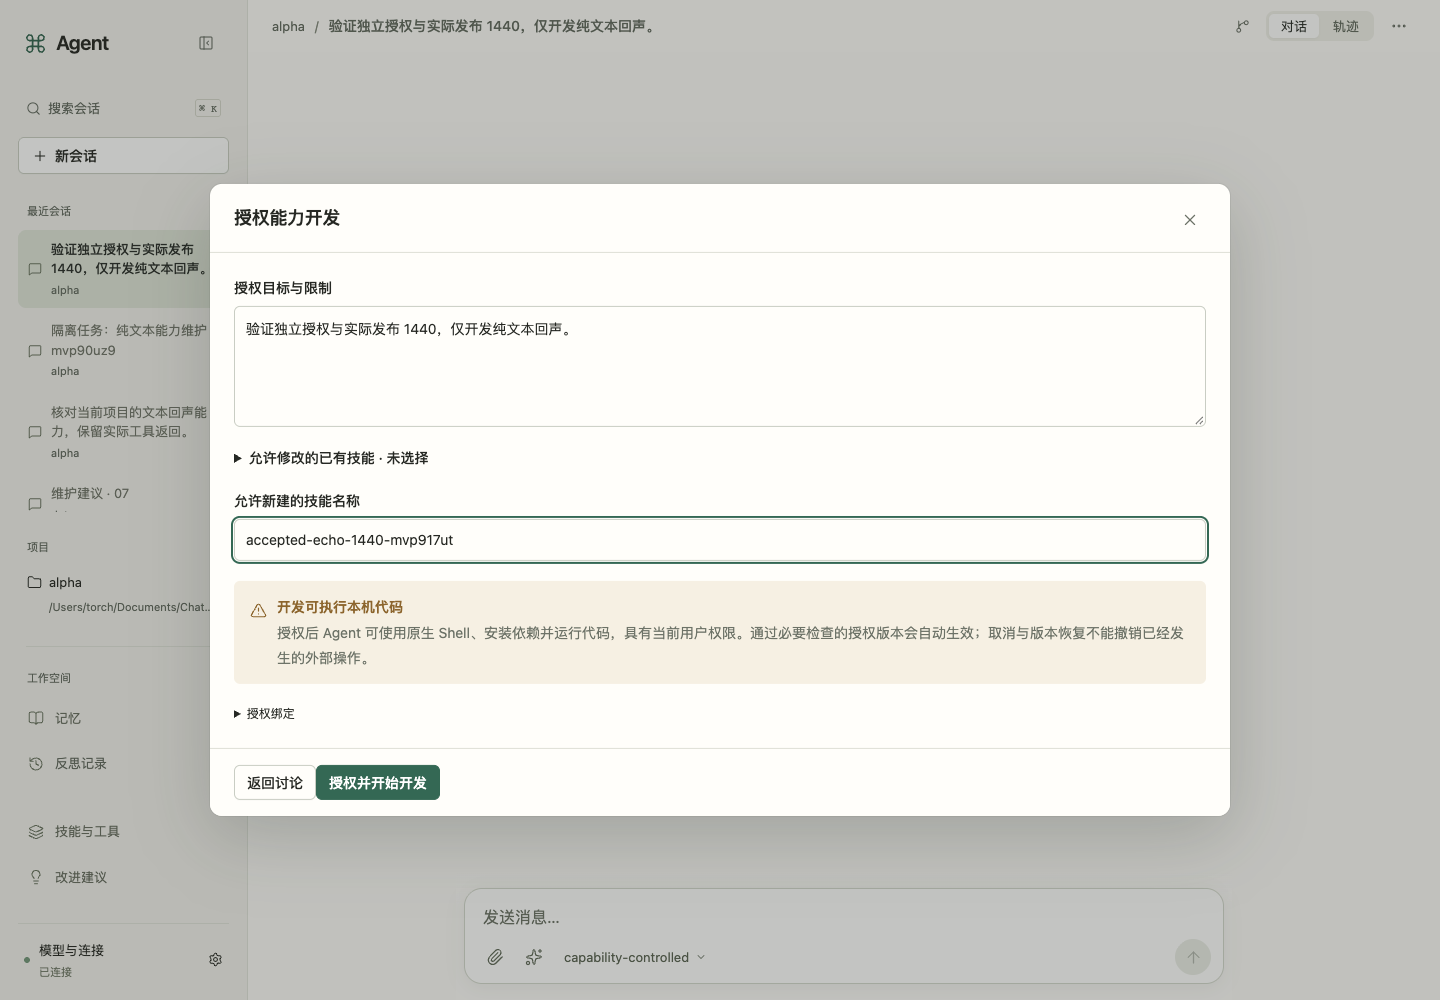 Agent
搜索会话
⌘ K
新会话
最近会话
验证独立授权与实际发布
1440，仅开发纯文本回声。
alpha
隔离任务：纯文本能力维护
mvp90uz9
alpha
核对当前项目的文本回声能
力，保留实际工具返回。
alpha
维护建议 · 07
项目
alpha
/Users/torch/Documents/Chat...
工作空间
记忆
反思记录
技能与工具
改进建议
模型与连接
已连接
alpha / 验证独立授权与实际发布 1440，仅开发纯文本回声。
对话
轨迹
授权能力开发
授权目标与限制
验证独立授权与实际发布 1440，仅开发纯文本回声。
允许修改的已有技能 · 未选择
允许新建的技能名称
accepted-echo-1440-mvp917ut
开发可执行本机代码
授权后 Agent 可使用原生 Shell、安装依赖并运行代码，具有当前用户权限。通过必要检查的授权版本会自动生效；取消与版本恢复不能撤销已经发
生的外部操作。
授权绑定
返回讨论
授权并开始开发
发送消息...
capability-controlled